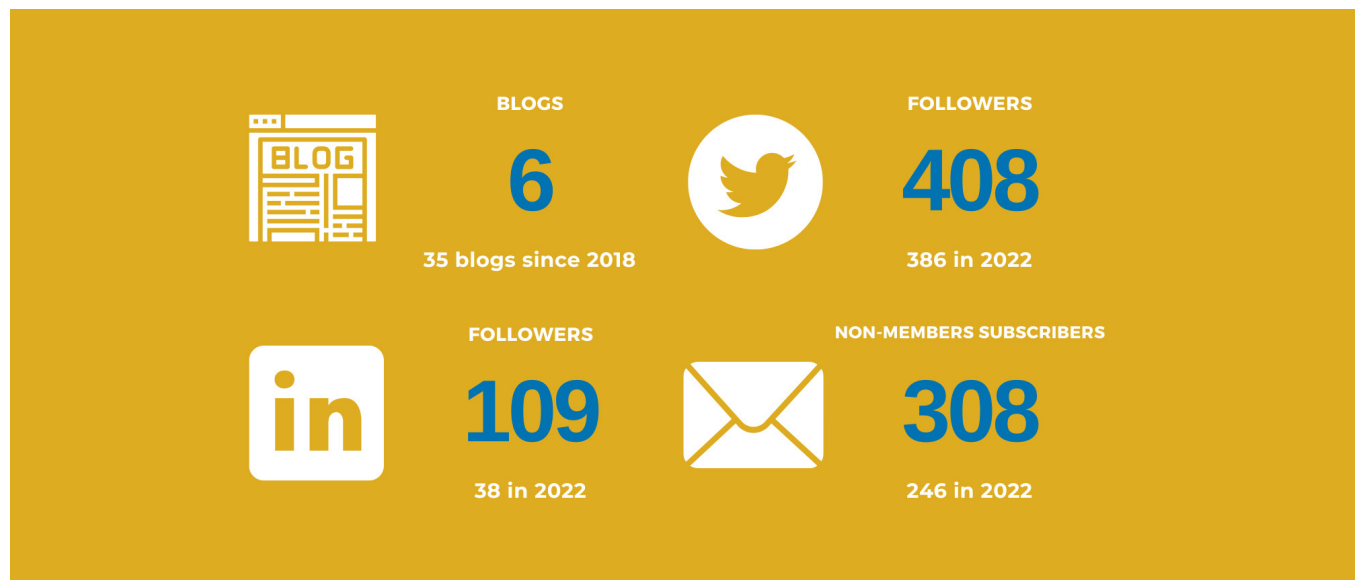 BLOG
BLOGS
6
35 blogs since 2018
FOLLOWERS
408
386 in 2022
in
FOLLOWERS
109
38 in 2022
NON-MEMBERS SUBSCRIBERS
308
246 in 2022